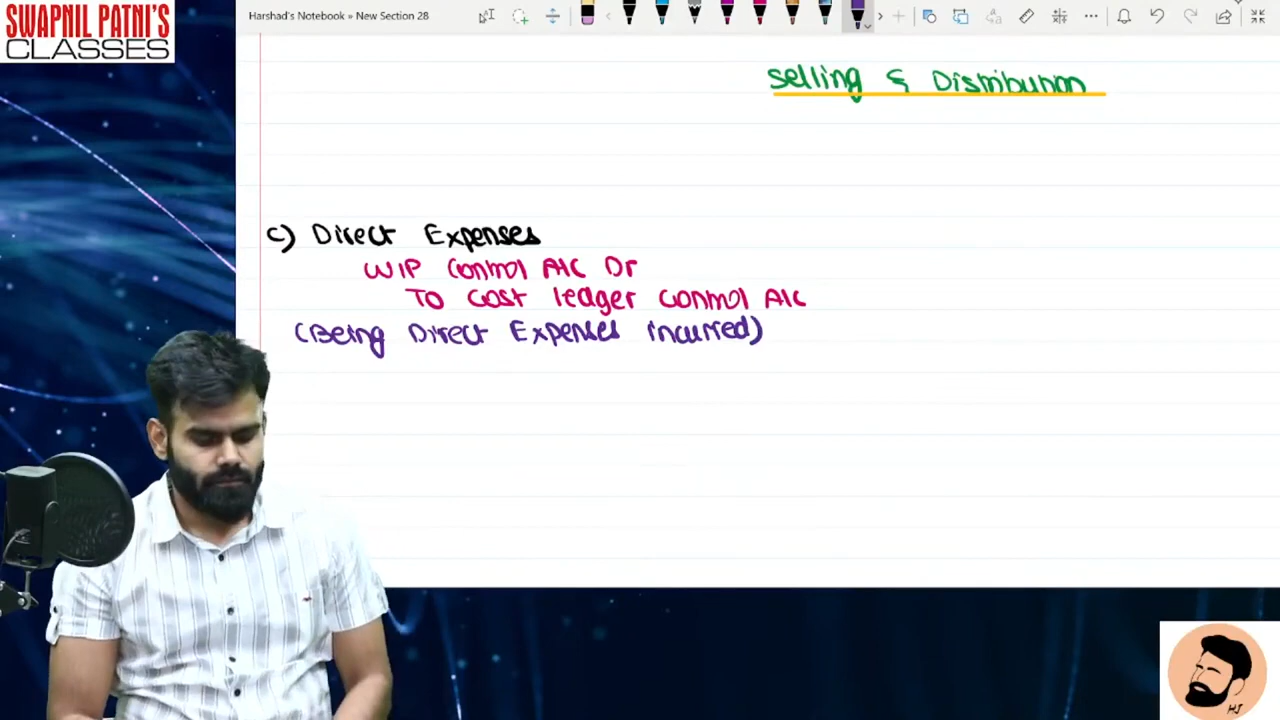 SWAPNIL PATNI'S
CLASSES
Harshad's Notebook » New Section 28
Selling & Distribution
c) Direct Expenses
WIP Control A/C Dr
To Cost ledger Control A/C
(Being Direct Expenses incurred)
HJ